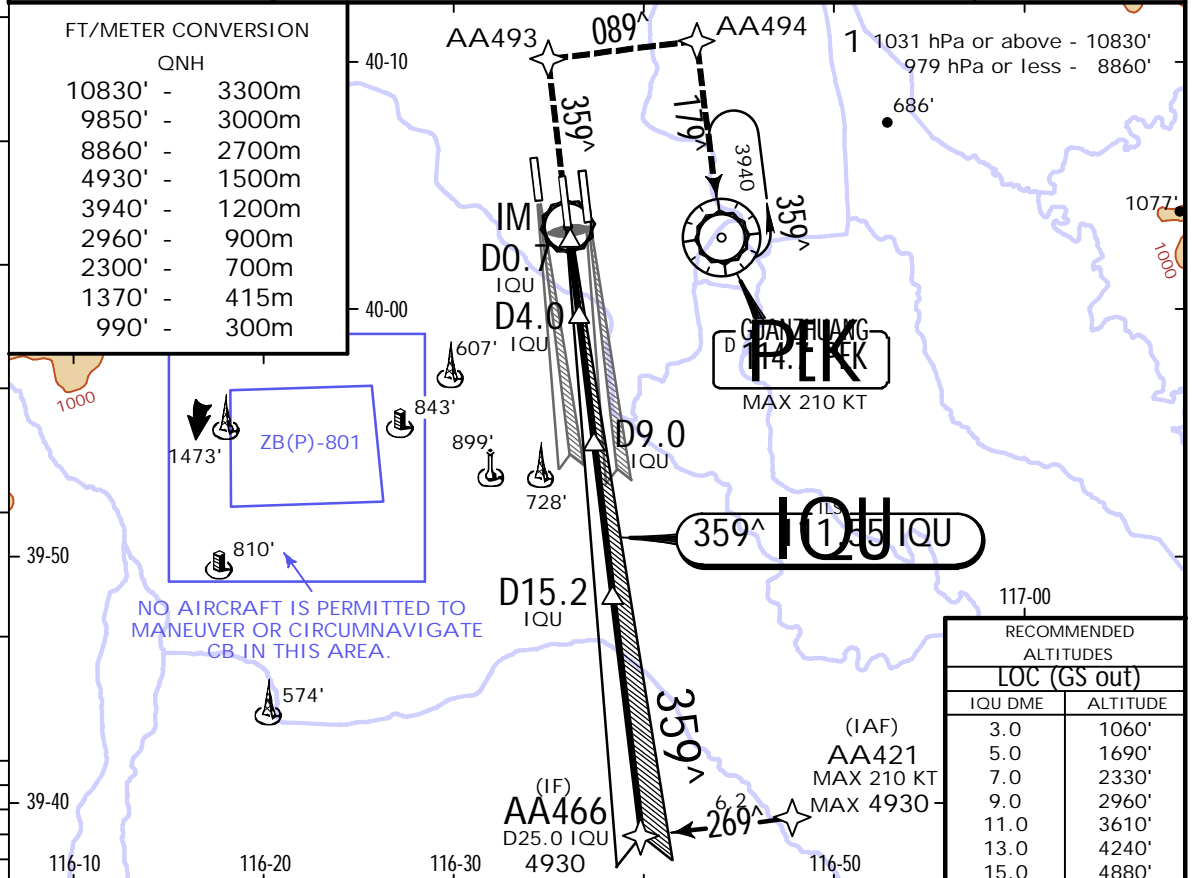 FT/METER CONVERSION
QNH
10830' - 3300m
9850' - 3000m
8860' - 2700m
4930' - 1500m
3940' - 1200m
2960' - 900m
2300' - 700m
1370' - 415m
990' - 300m
AA493
089^
AA494
1 1031 hPa or above - 10830'
979 hPa or less - 8860'
40-10
686'
359^
179^
3940
359^
1077'
1000
IM
D0.7
IQU
D4.0
IQU
40-00
GUANZHUANG
D
PEK
MAX 210 KT
607'
1000
843'
1473'
ZB(P)-801
899'
728'
D9.0
IQU
ILS
359^ 111.55 IQU
IQU
39-50
810'
D15.2
IQU
NO AIRCRAFT IS PERMITTED TO
MANEUVER OR CIRCUMNAVIGATE
CB IN THIS AREA.
117-00
574'
359^
RECOMMENDED
ALTITUDES
LOC (GS out)
IQU DME ALTITUDE
3.0 1060'
5.0 1690'
7.0 2330'
9.0 2960'
11.0 3610'
13.0 4240'
15.0 4880'
(IAF)
AA421
MAX 210 KT
MAX 4930
6.2
269^
39-40
(IF)
AA466
D25.0 IQU
4930
116-10
116-20
116-30
116-50